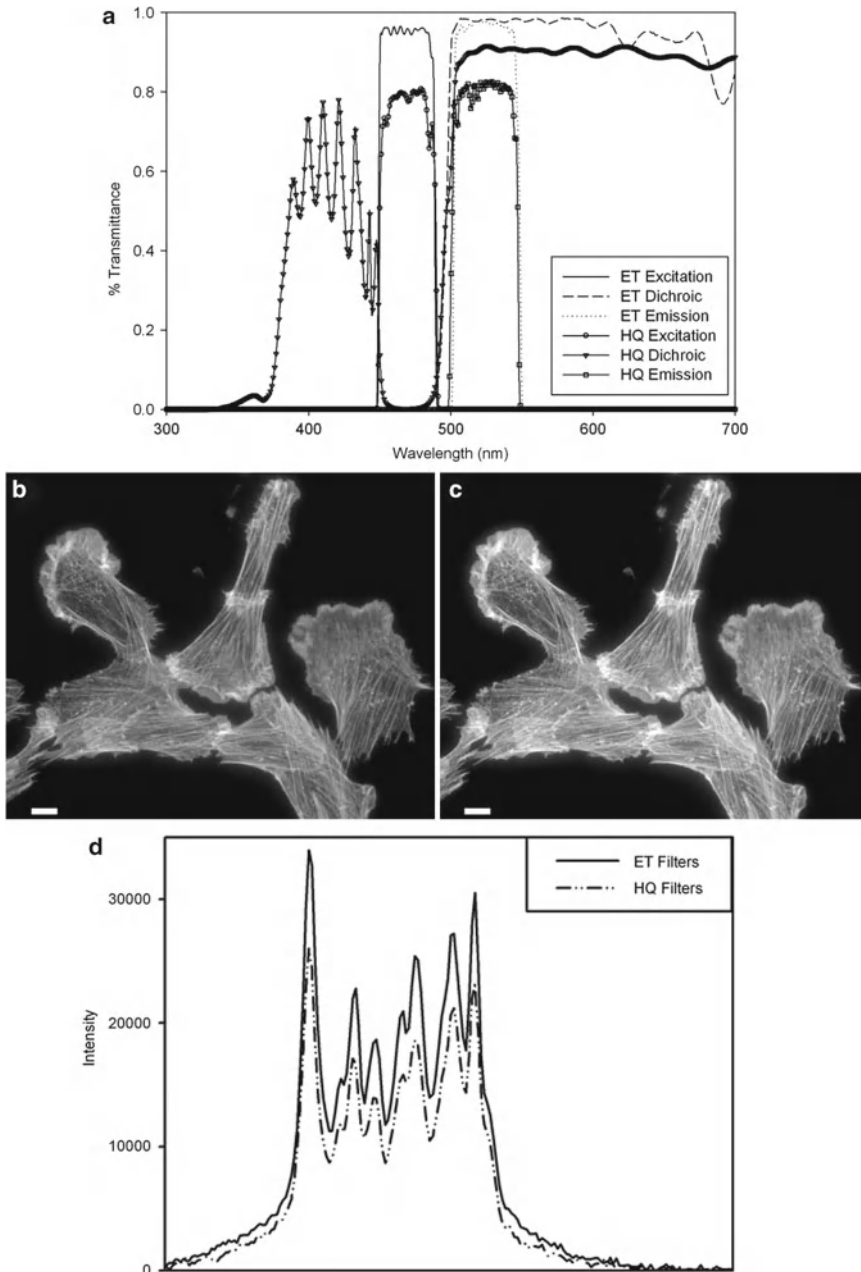 a
1.0
0.8
0.6
0.4
0.2
0.0
% Transmittance
ET Excitation
ET Dichroic
ET Emission
HQ Excitation
HQ Dichroic
HQ Emission
300 400 500 600 700
Wavelength (nm)
b
c
d
ET Filters
HQ Filters
30000
20000
10000
0
Intensity